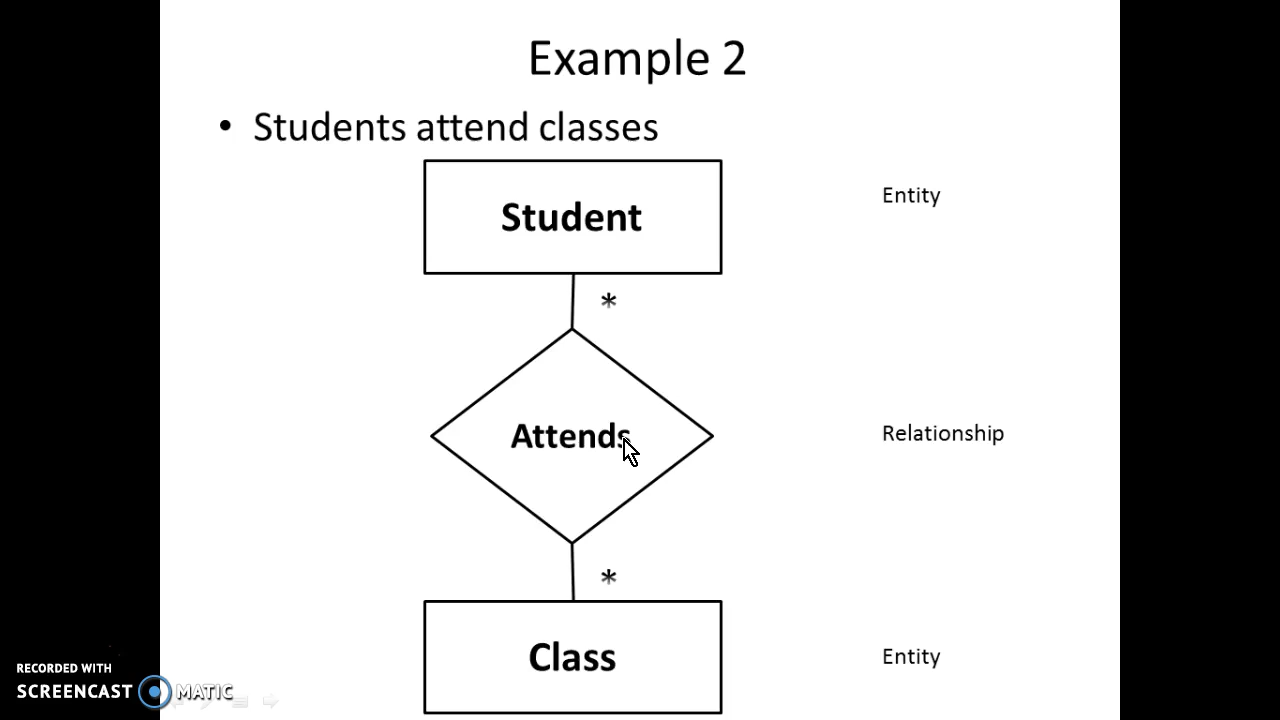 Example 2
• Students attend classes
Student
Entity
*
Attends
Relationship
*
Class
Entity
RECORDED WITH
SCREENCAST MATIC